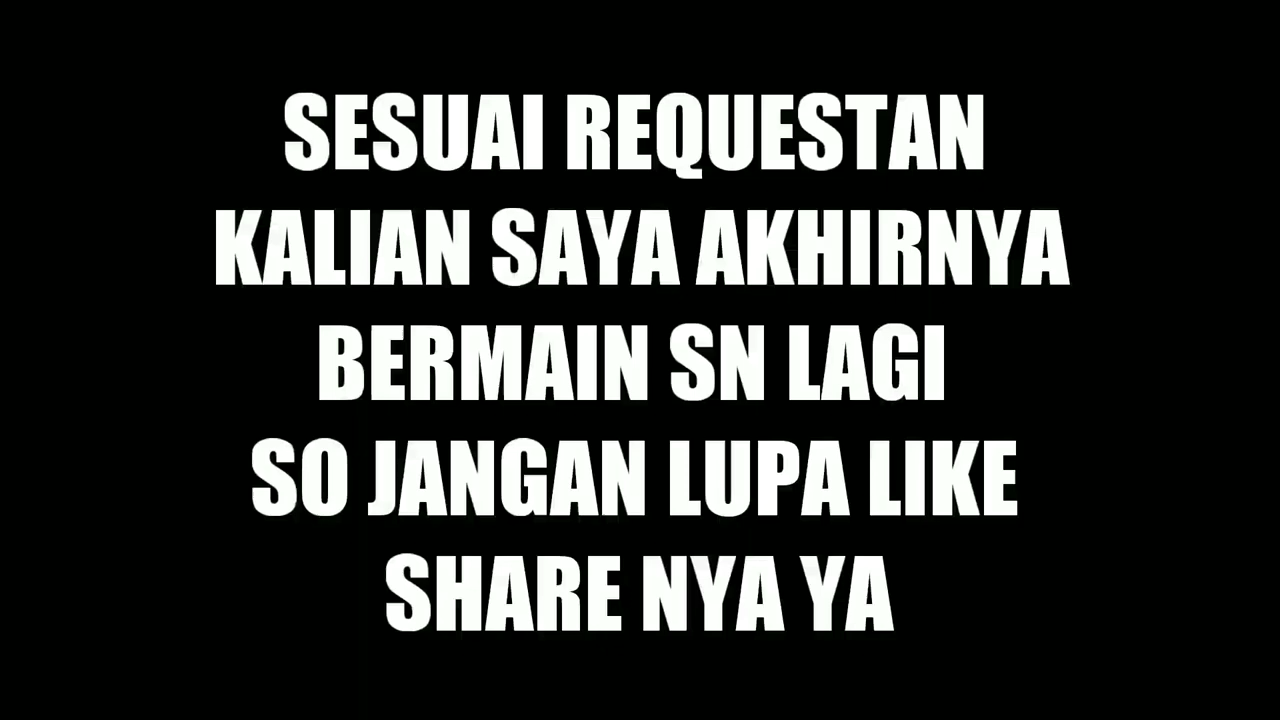 SESUAI REQUESTAN
KALIAN SAYA AKHIRNYA
BERMAIN SN LAGI
SO JANGAN LUPA LIKE
SHARE NYA YA